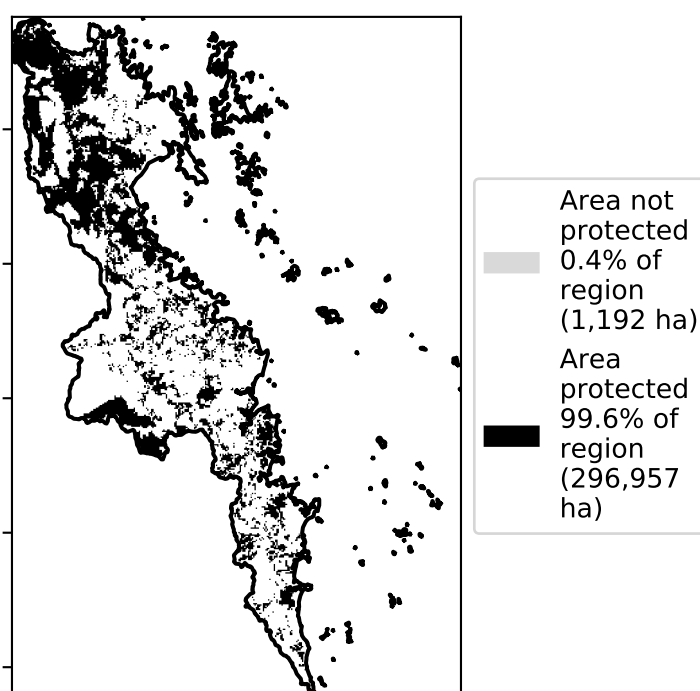 Area not
protected
0.4% of
region
(1,192 ha)
Area
protected
99.6% of
region
(296,957
ha)